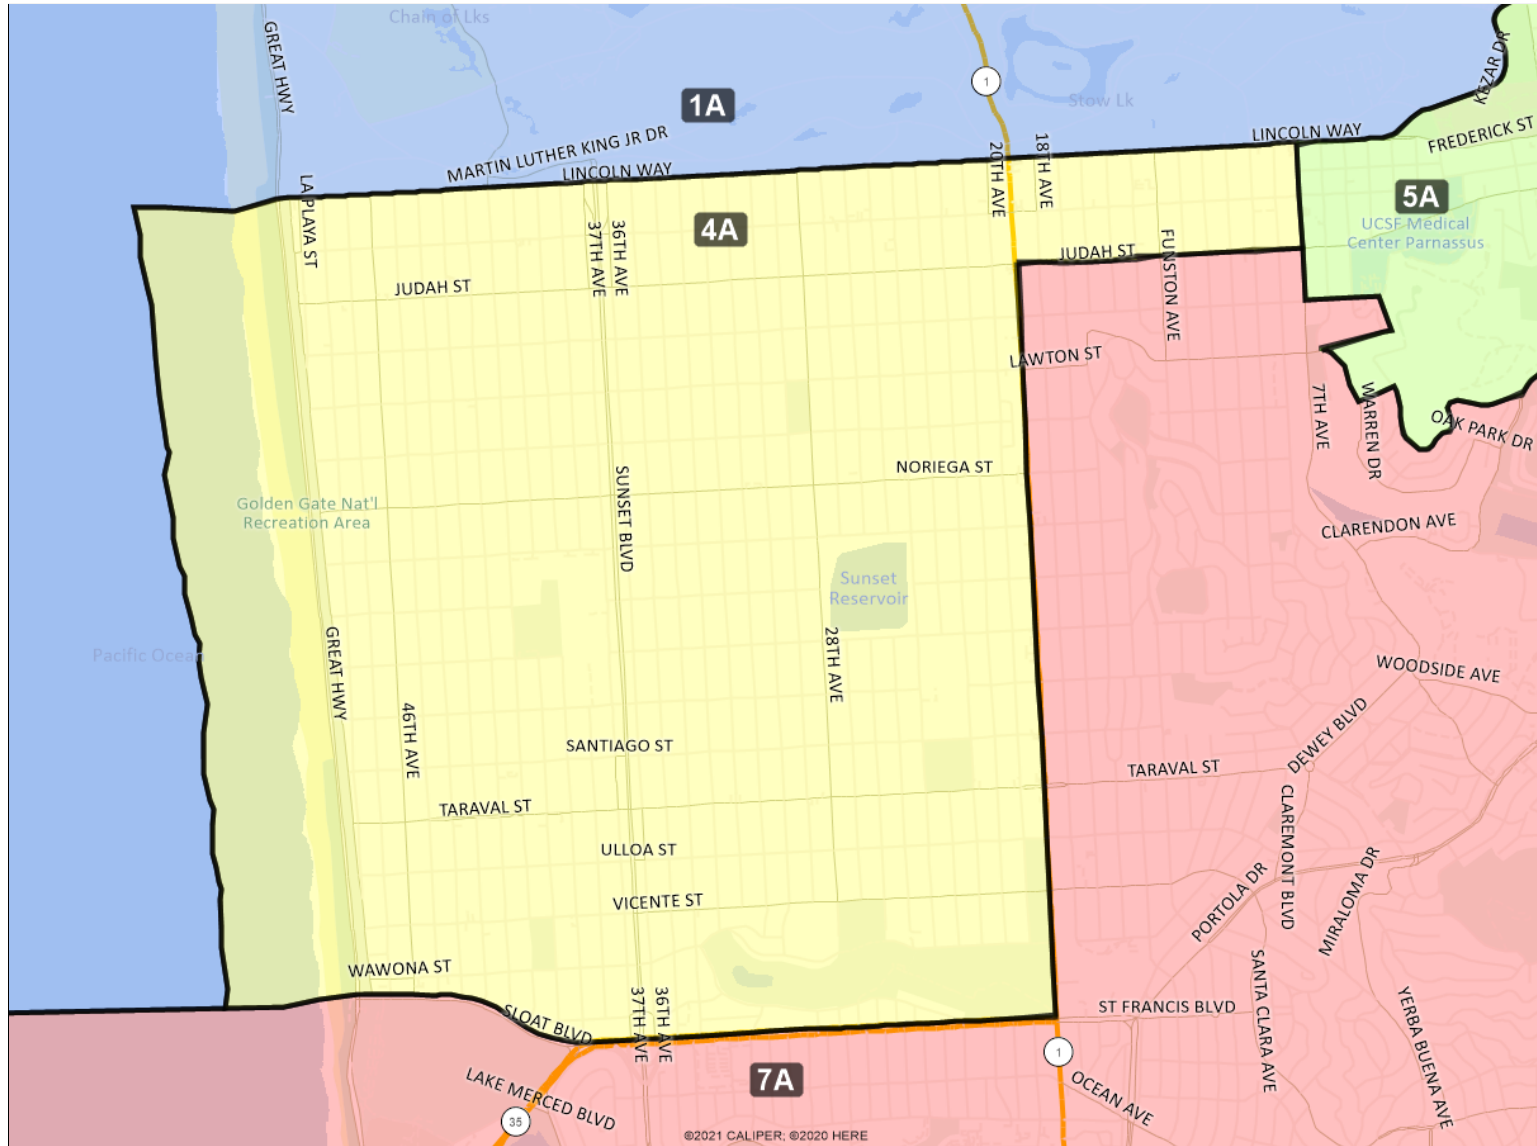 Chain of Lks
GREAT HWY
1A
1
Stow Lk
KEZAR DR
LINCOLN WAY
FREDERICK ST
MARTIN LUTHER KING JR DR
LINCOLN WAY
20TH AVE
18TH AVE
LA PLAYA ST
37TH AVE
36TH AVE
4A
5A
UCSF Medical
Center Parnassus
JUDAH ST
FUNSTON AVE
JUDAH ST
LAWTON ST
7TH AVE
WARREN DR
OAK PARK DR
NORIEGA ST
SUNSET BLVD
Golden Gate Nat'l
Recreation Area
CLARENDON AVE
Sunset
Reservoir
28TH AVE
GREAT HWY
Pacific Ocean
WOODSIDE AVE
46TH AVE
SANTIAGO ST
DEWEY BLVD
TARAVAL ST
TARAVAL ST
CLAREMONT BLVD
ULLOA ST
VICENTE ST
PORTOLA DR
MIRALOMA DR
WAWONA ST
SLOAT BLVD
37TH AVE
36TH AVE
ST FRANCIS BLVD
SANTA CLARA AVE
YERBA BUENA AVE
1
7A
LAKE MERCED BLVD
OCEAN AVE
35
©2021 CALIPER; ©2020 HERE